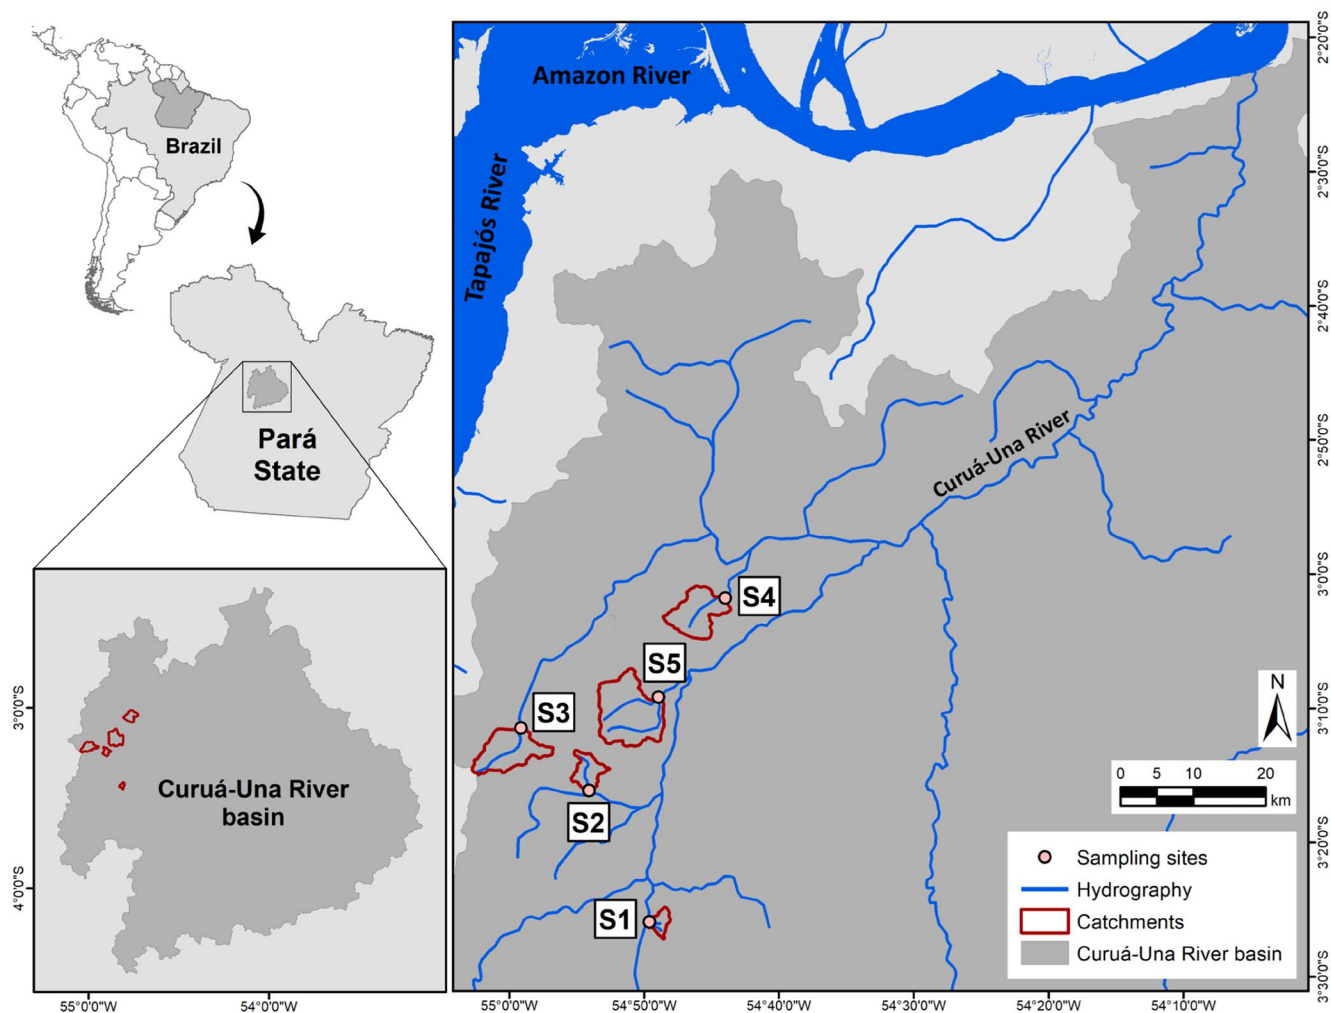 Brazil
Pará
State
Curuá-Una River
basin
3°0'0"S
4°0'0"S
55°0'0"W
54°0'0"W
Amazon River
Tapajós River
Curuá-Una River
S4
S5
S3
S2
S1
N
0 5 10 20
km
Sampling sites
Hydrography
Catchments
Curuá-Una River basin
2°20'0"S
2°30'0"S
2°40'0"S
2°50'0"S
3°0'0"S
3°10'0"S
3°20'0"S
3°30'0"S
55°0'0"W
54°50'0"W
54°40'0"W
54°30'0"W
54°20'0"W
54°10'0"W